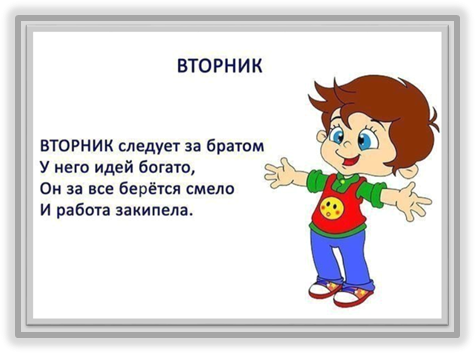 ВТОРНИК
ВТОРНИК следует за братом
У него идей богато,
Он за все берётся смело
И работа закипела.